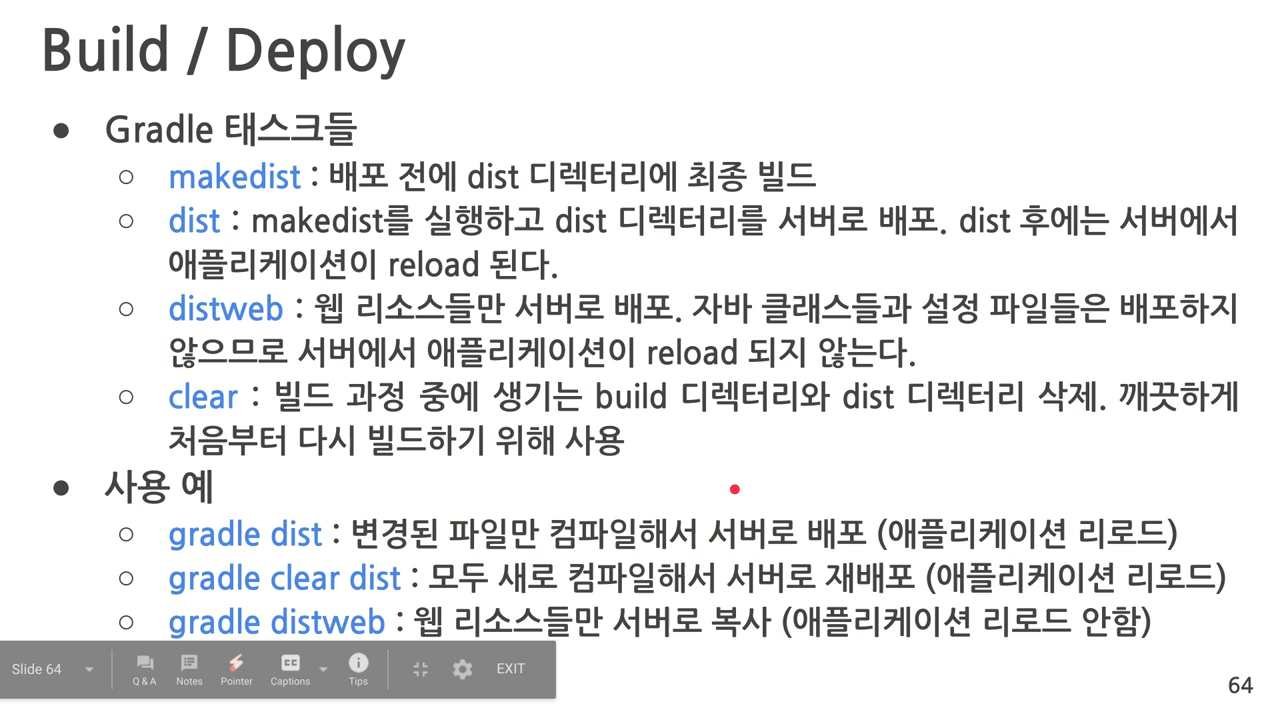 Build / Deploy
● Gradle 태스크들
○ makedist : 배포 전에 dist 디렉터리에 최종 빌드
○ dist : makedist를 실행하고 dist 디렉터리를 서버로 배포. dist 후에는 서버에서
애플리케이션이 reload 된다.
○ distweb : 웹 리소스들만 서버로 배포. 자바 클래스들과 설정 파일들은 배포하지
않으므로 서버에서 애플리케이션이 reload 되지 않는다.
○ clear : 빌드 과정 중에 생기는 build 디렉터리와 dist 디렉터리 삭제. 깨끗하게
처음부터 다시 빌드하기 위해 사용
● 사용 예
○ gradle dist : 변경된 파일만 컴파일해서 서버로 배포 (애플리케이션 리로드)
○ gradle clear dist : 모두 새로 컴파일해서 서버로 재배포 (애플리케이션 리로드)
○ gradle distweb : 웹 리소스들만 서버로 복사 (애플리케이션 리로드 안함)
Slide 64 Q & A Notes Pointer CC Captions Tips EXIT
64